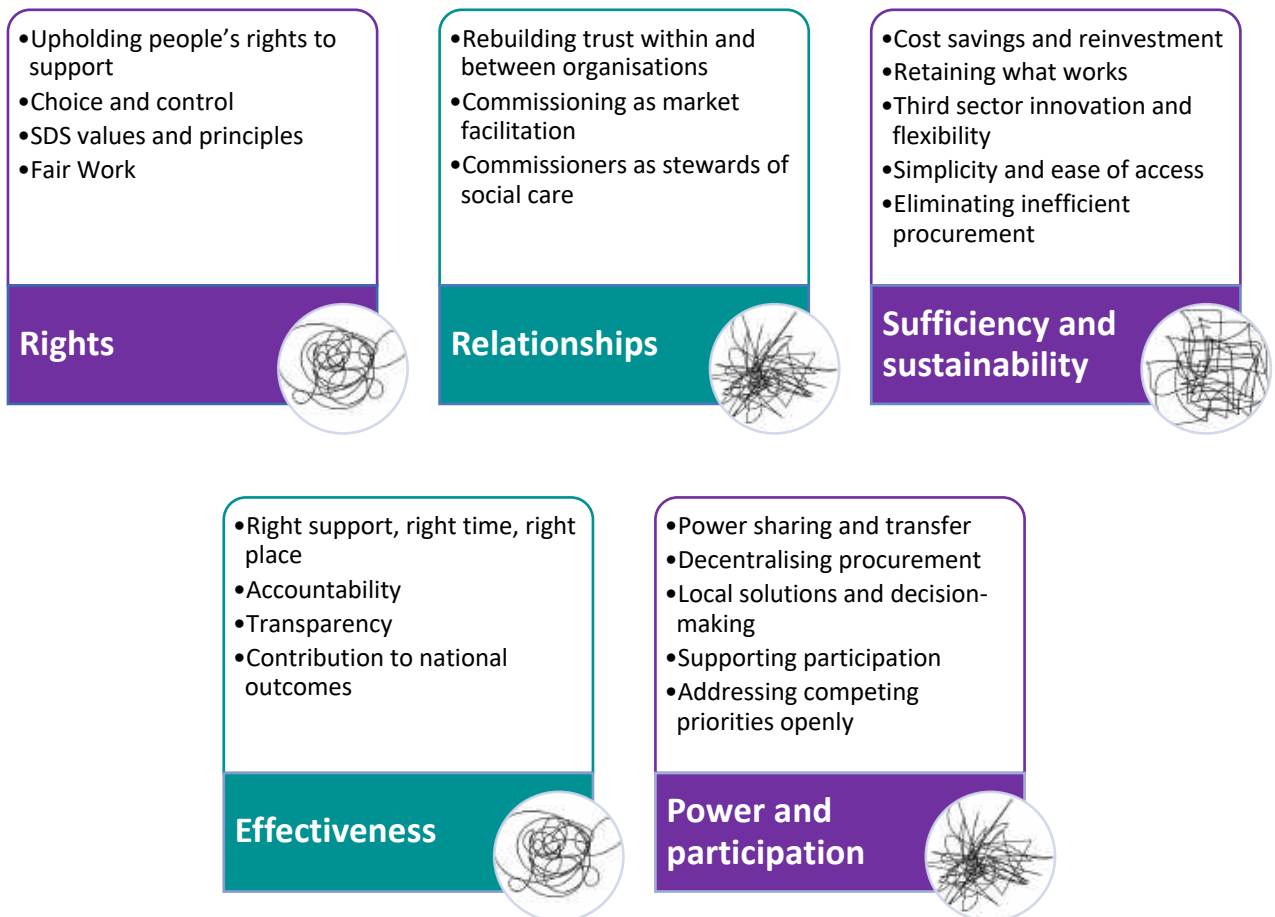 •Upholding people’s rights to
support
•Choice and control
•SDS values and principles
•Fair Work
Rights
•Rebuilding trust within and
between organisations
•Commissioning as market
facilitation
•Commissioners as stewards of
social care
Relationships
•Cost savings and reinvestment
•Retaining what works
•Third sector innovation and
flexibility
•Simplicity and ease of access
•Eliminating inefficient
procurement
Sufficiency and
sustainability
•Right support, right time, right
place
•Accountability
•Transparency
•Contribution to national
outcomes
Effectiveness
•Power sharing and transfer
•Decentralising procurement
•Local solutions and decision-
making
•Supporting participation
•Addressing competing
priorities openly
Power and
participation